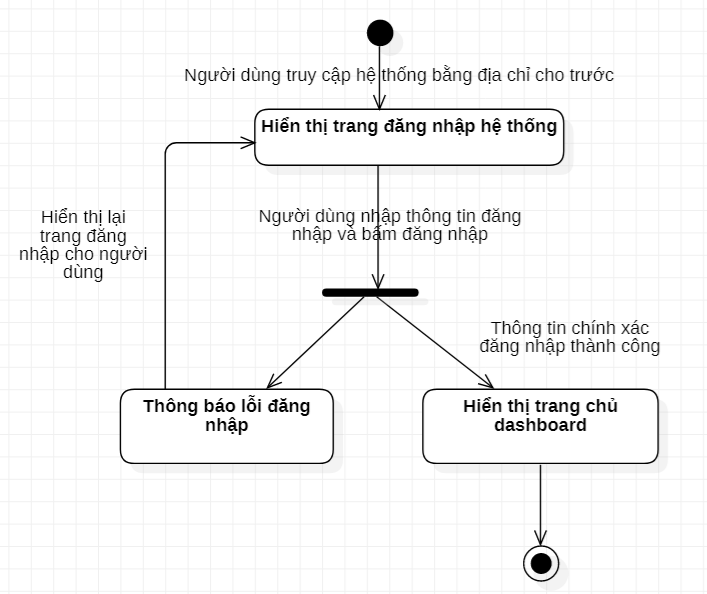 Người dùng truy cập hệ thống bằng địa chỉ cho trước
Hiển thị trang đăng nhập hệ thống
Hiển thị lại
trang đăng
nhập cho người
dùng
Người dùng nhập thông tin đăng
nhập và bấm đăng nhập
Thông tin chính xác
đăng nhập thành công
Thông báo lỗi đăng
nhập
Hiển thị trang chủ
dashboard